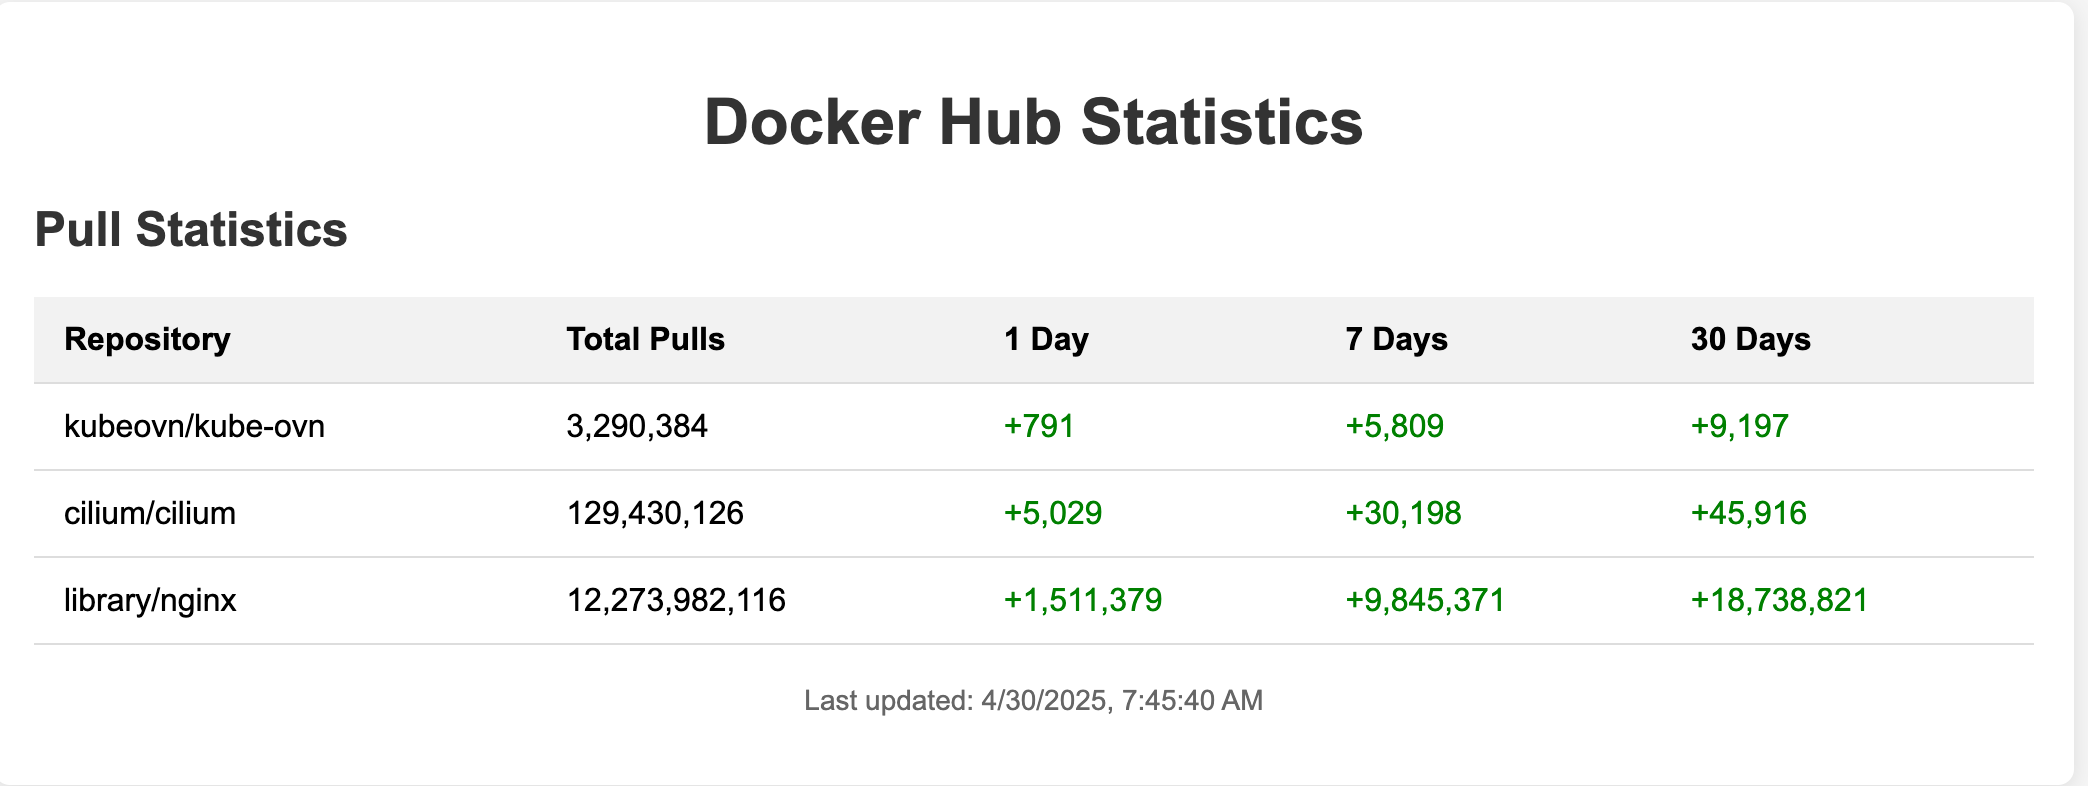 Docker Hub Statistics
Pull Statistics
Repository Total Pulls 1 Day 7 Days 30 Days
kubeovn/kube-ovn 3,290,384 +791 +5,809 +9,197
cilium/cilium 129,430,126 +5,029 +30,198 +45,916
library/nginx 12,273,982,116 +1,511,379 +9,845,371 +18,738,821
Last updated: 4/30/2025, 7:45:40 AM